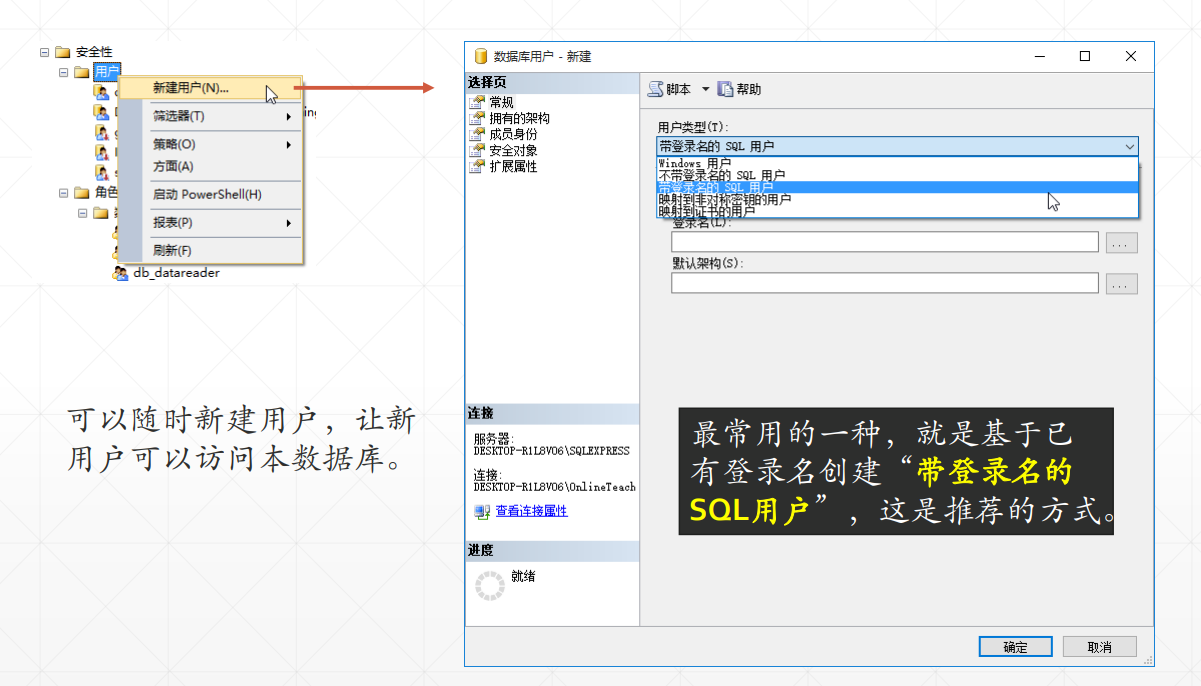 安全性
用户
新建用户(N)...
筛选器(T)
策略(O)
方面(A)
启动 PowerShell(H)
报表(P)
刷新(F)
角色
db_datareader
可以随时新建用户，让新
用户可以访问本数据库。
数据库用户 - 新建
选择页
常规
拥有的架构
成员身份
安全对象
扩展属性
连接
服务器:
DESKTOP-R1L8VO6\SQLEXPRESS
连接:
DESKTOP-R1L8VO6\OnlineTeach
查看连接属性
进度
就绪
脚本
帮助
用户类型(T):
带登录名的 SQL 用户
Windows 用户
不带登录名的 SQL 用户
带登录名的 SQL 用户
映射到非对称密钥的用户
映射到证书的用户
登录名(L):
...
默认架构(S):
...
最常用的一种，就是基于已
有登录名创建“带登录名的
SQL用户”，这是推荐的方式。
确定
取消